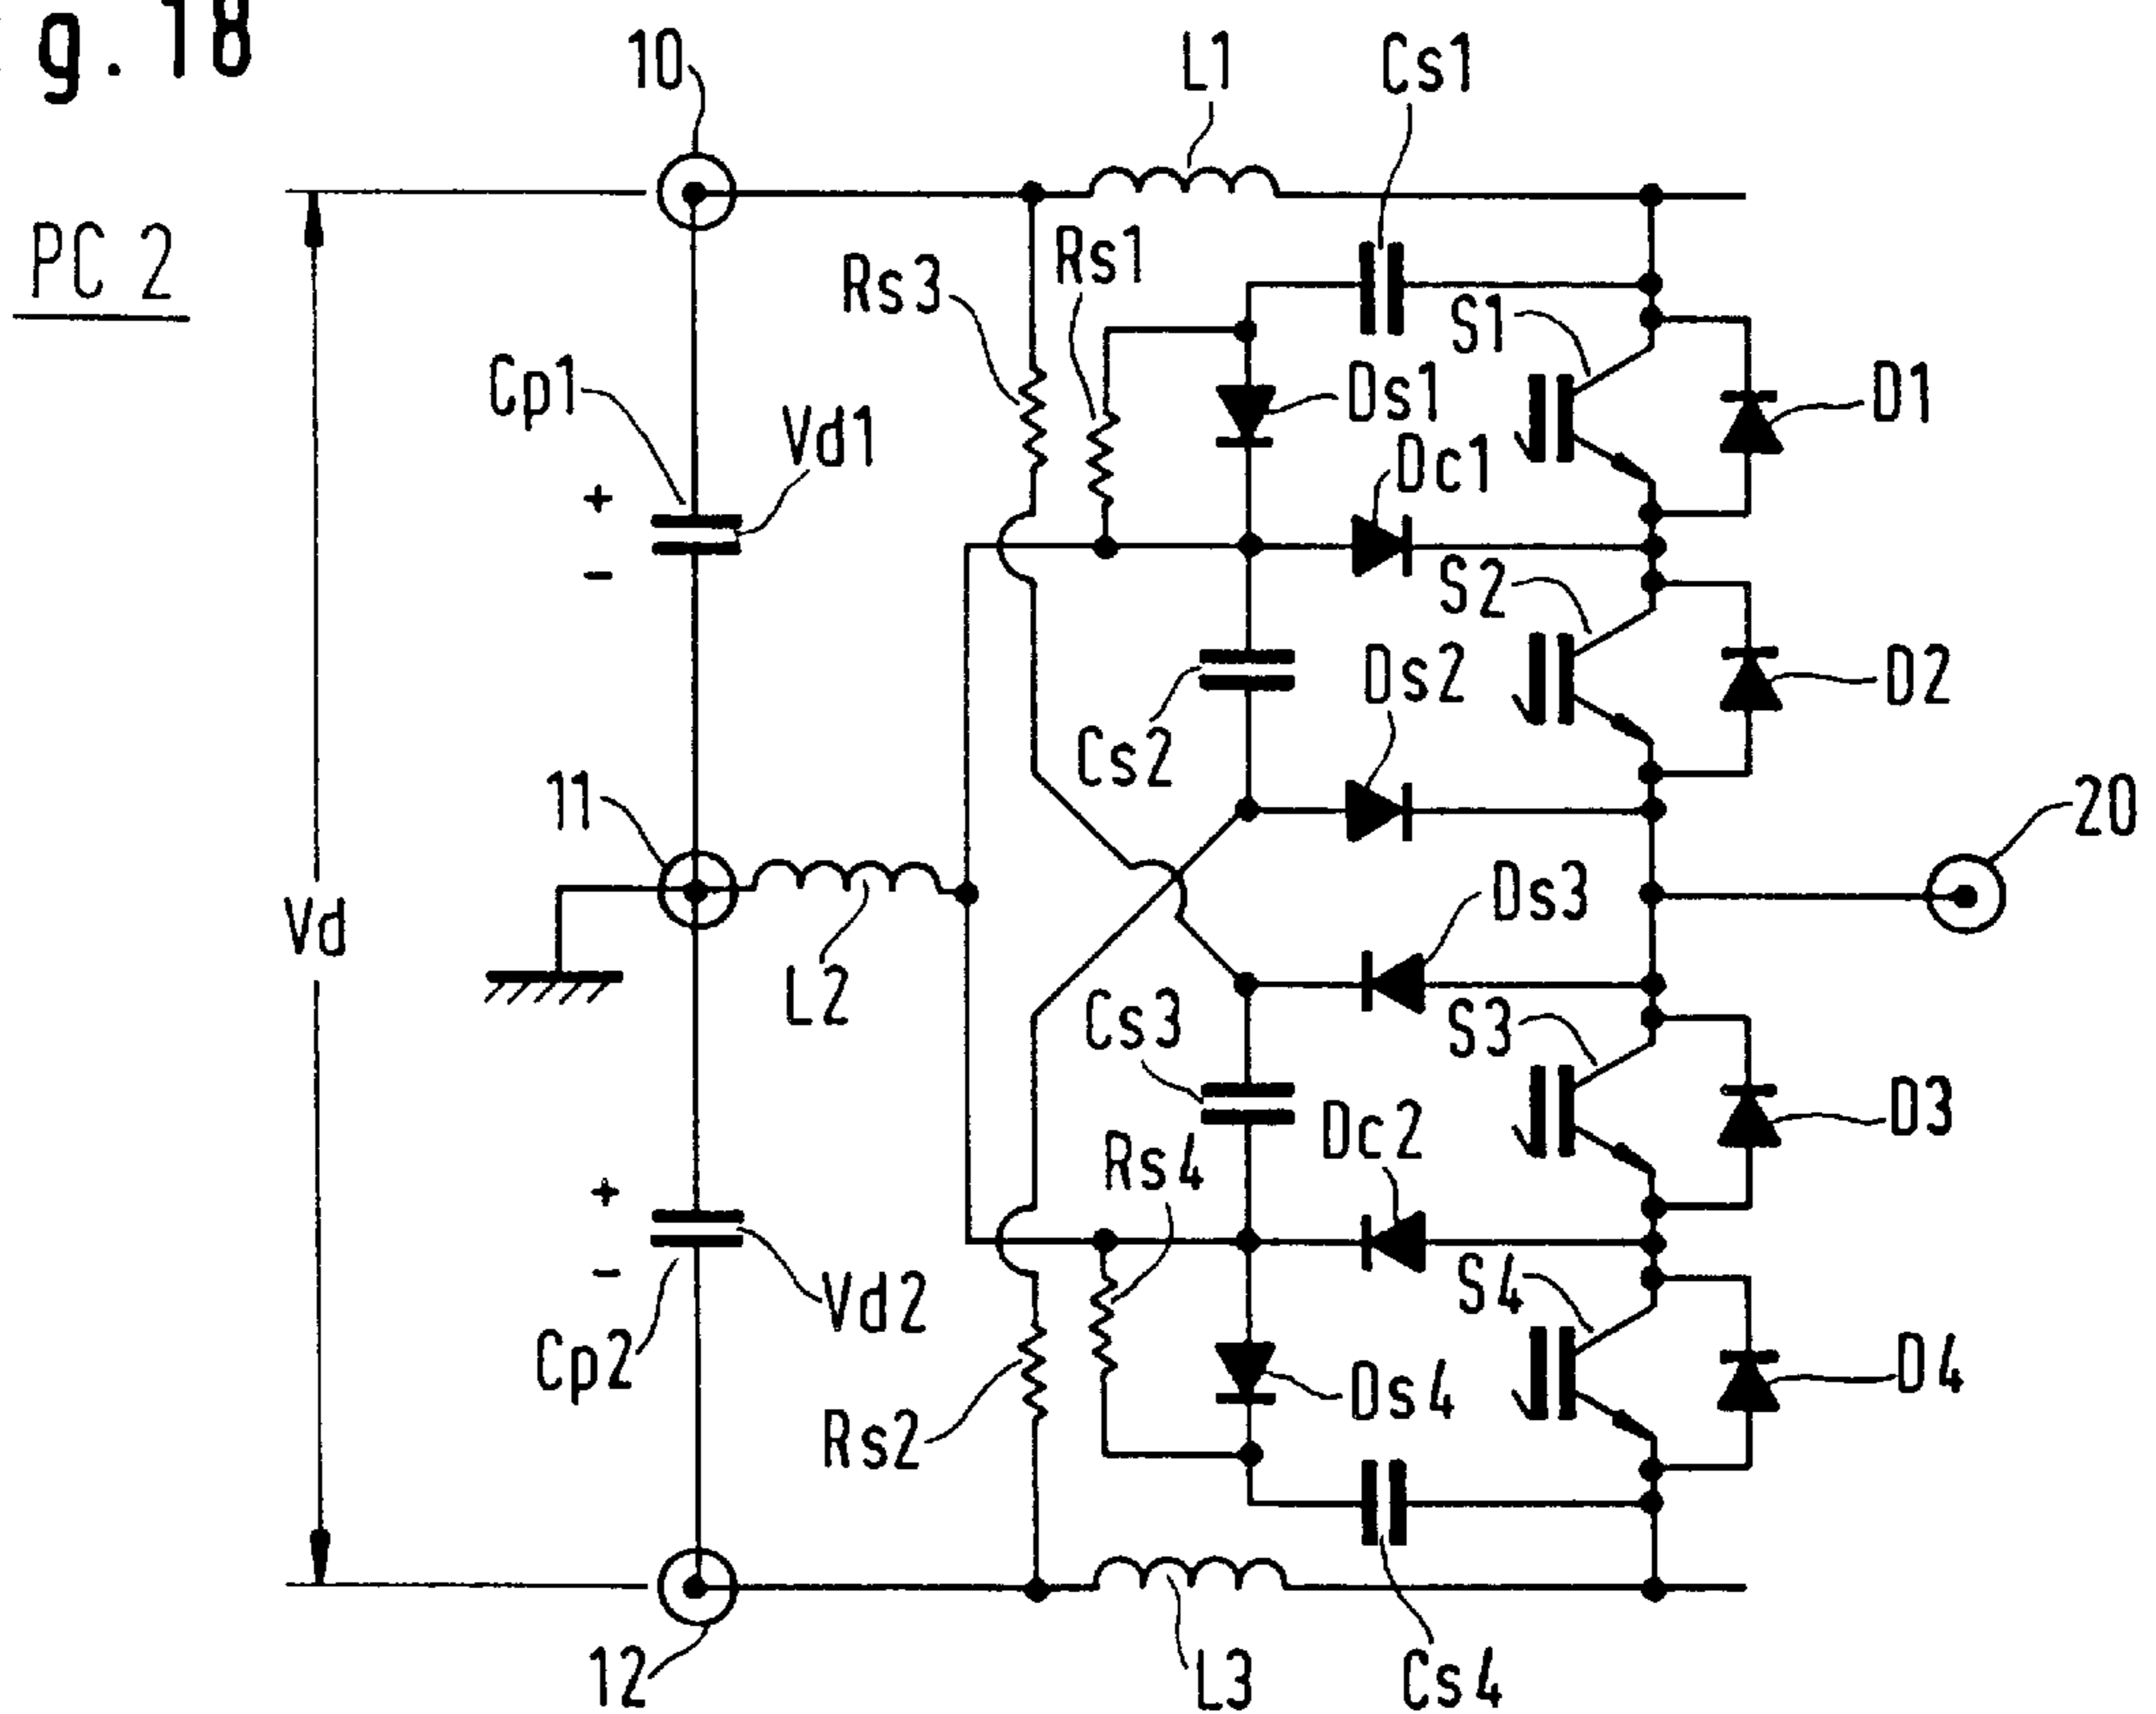 g. 18
PC 2
10
L1
Cs1
Rs3
Rs1
S1
Cp1
Vd1
Ds1
D1
Dc1
+
-
S2
Ds2
D2
Cs2
11
20
Vd
L2
Ds3
Cs3
S3
Dc2
D3
Rs4
+
-
Vd2
S4
Cp2
Ds4
D4
Rs2
12
L3
Cs4